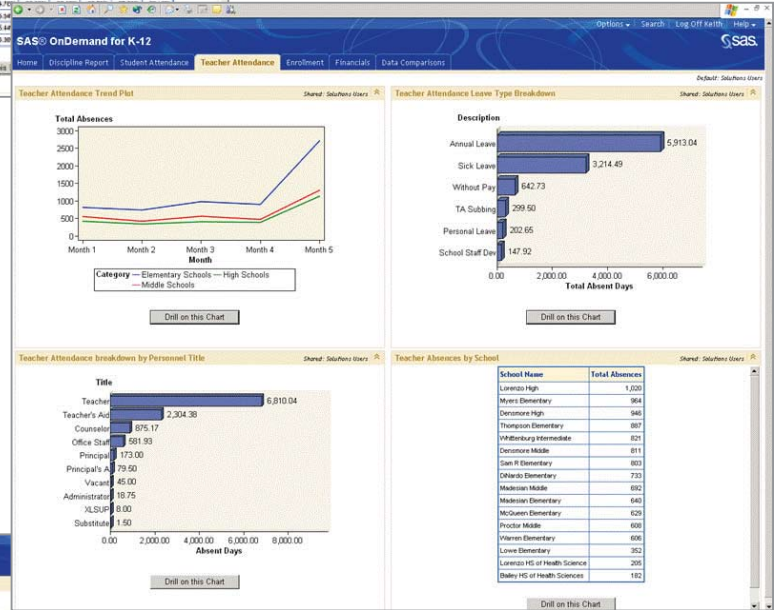 Options Search Log Off Keith Help
SAS® OnDemand for K-12
sas
Home Discipline Report Student Attendance Teacher Attendance Enrollment Financials Data Comparisons
Default: Solutions Users
Teacher Attendance Trend Plot Shared: Solutions Users
Total Absences
3000
2500
2000
1500
1000
500
0
Month 1 Month 2 Month 3 Month 4 Month 5
Month
Category Elementary Schools High Schools
Middle Schools
Drill on this Chart
Teacher Attendance Leave Type Breakdown Shared: Solutions Users
Description
Annual Leave 5,913.04
Sick Leave 3,214.49
Without Pay 642.73
TA Subbing 299.50
Personal Leave 202.65
School Staff Dev 147.92
0.00 2,000.00 4,000.00 6,000.00
Total Absent Days
Drill on this Chart
Teacher Attendance breakdown by Personnel Title Shared: Solutions Users
Title
Teacher 6,810.04
Teacher's Aid 2,304.38
Counselor 875.17
Office Staff 581.93
Principal 173.00
Principal's A 79.50
Vacant 45.00
Administrator 18.75
XLSUP 8.00
Substitute 1.50
0.00 2,000.00 4,000.00 6,000.00 8,000.00
Absent Days
Drill on this Chart
Teacher Absences by School Shared: Solutions Users
School Name Total Absences
Lorenzo High 1,020
Myers Elementary 964
Densmore High 946
Thompson Elementary 887
Whittenburg Intermediate 821
Densmore Middle 811
Sam R Elementary 803
DiNardo Elementary 733
Madesian Middle 692
Madesian Elementary 640
McQueen Elementary 629
Proctor Middle 608
Warren Elementary 606
Lowe Elementary 352
Lorenzo HS of Health Science 205
Bailey HS of Health Sciences 182
Drill on this Chart